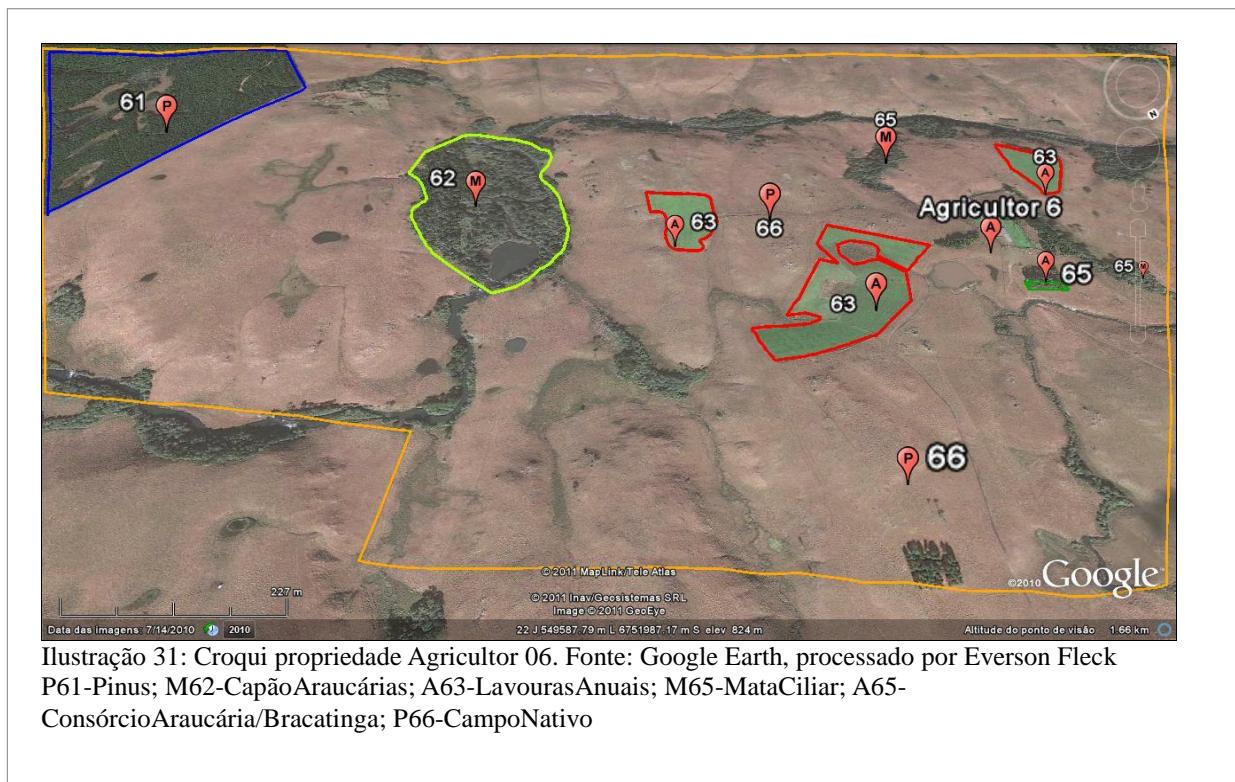 61
P
62
M
65
M
63
A
P
66
A
63
Agricultor 6
A
A
65
65
M
63
A
P
66
N
227 m
© 2011 MapLink/Tele Atlas
© 2011 Inav/Geosistemas SRL
Image © 2011 GeoEye
©2010 Google
Data das imagens: 7/14/2010 2010 22 J 549587.79 m L 6751987.17 m S elev 824 m Altitude do ponto de visão 1.66 km
Ilustração 31: Croqui propriedade Agricultor 06. Fonte: Google Earth, processado por Everson Fleck
P61-Pinus; M62-CapãoAraucárias; A63-LavourasAnuais; M65-MataCiliar; A65-
ConsórcioAraucária/Bracatinga; P66-CampoNativo